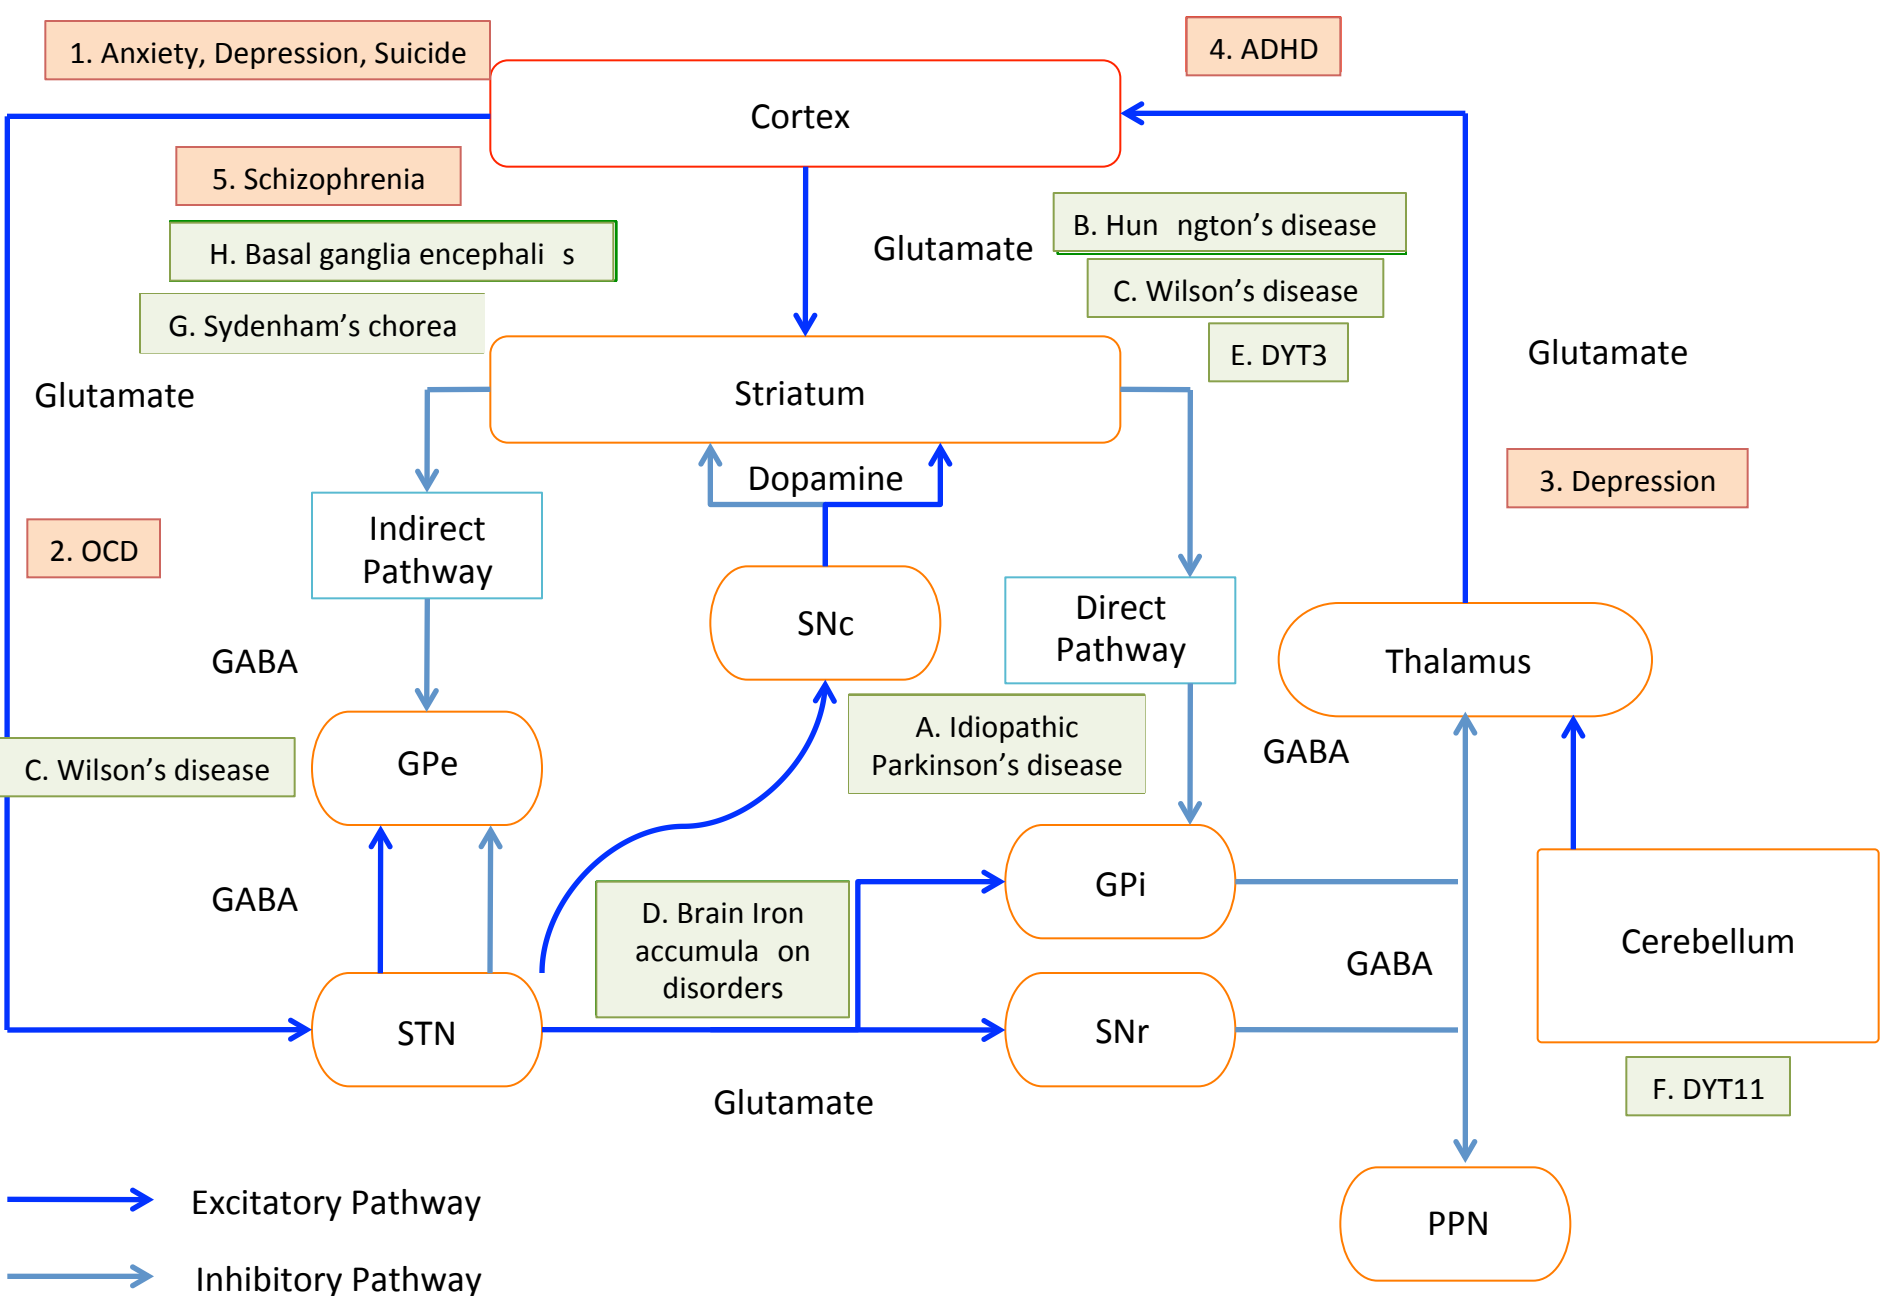 1. Anxiety, Depression, Suicide
4. ADHD
Cortex
5. Schizophrenia
B. Hun ngton's disease
H. Basal ganglia encephali s
Glutamate
C. Wilson's disease
G. Sydenham's chorea
E. DYT3
Glutamate
Glutamate
Striatum
Dopamine
3. Depression
Indirect
Pathway
2. OCD
SNc
Direct
Pathway
GABA
Thalamus
A. Idiopathic
Parkinson's disease
GABA
C. Wilson's disease
GPe
GPi
GABA
D. Brain Iron
accumula on
disorders
Cerebellum
GABA
STN
SNr
F. DYT11
Glutamate
Excitatory Pathway
PPN
Inhibitory Pathway